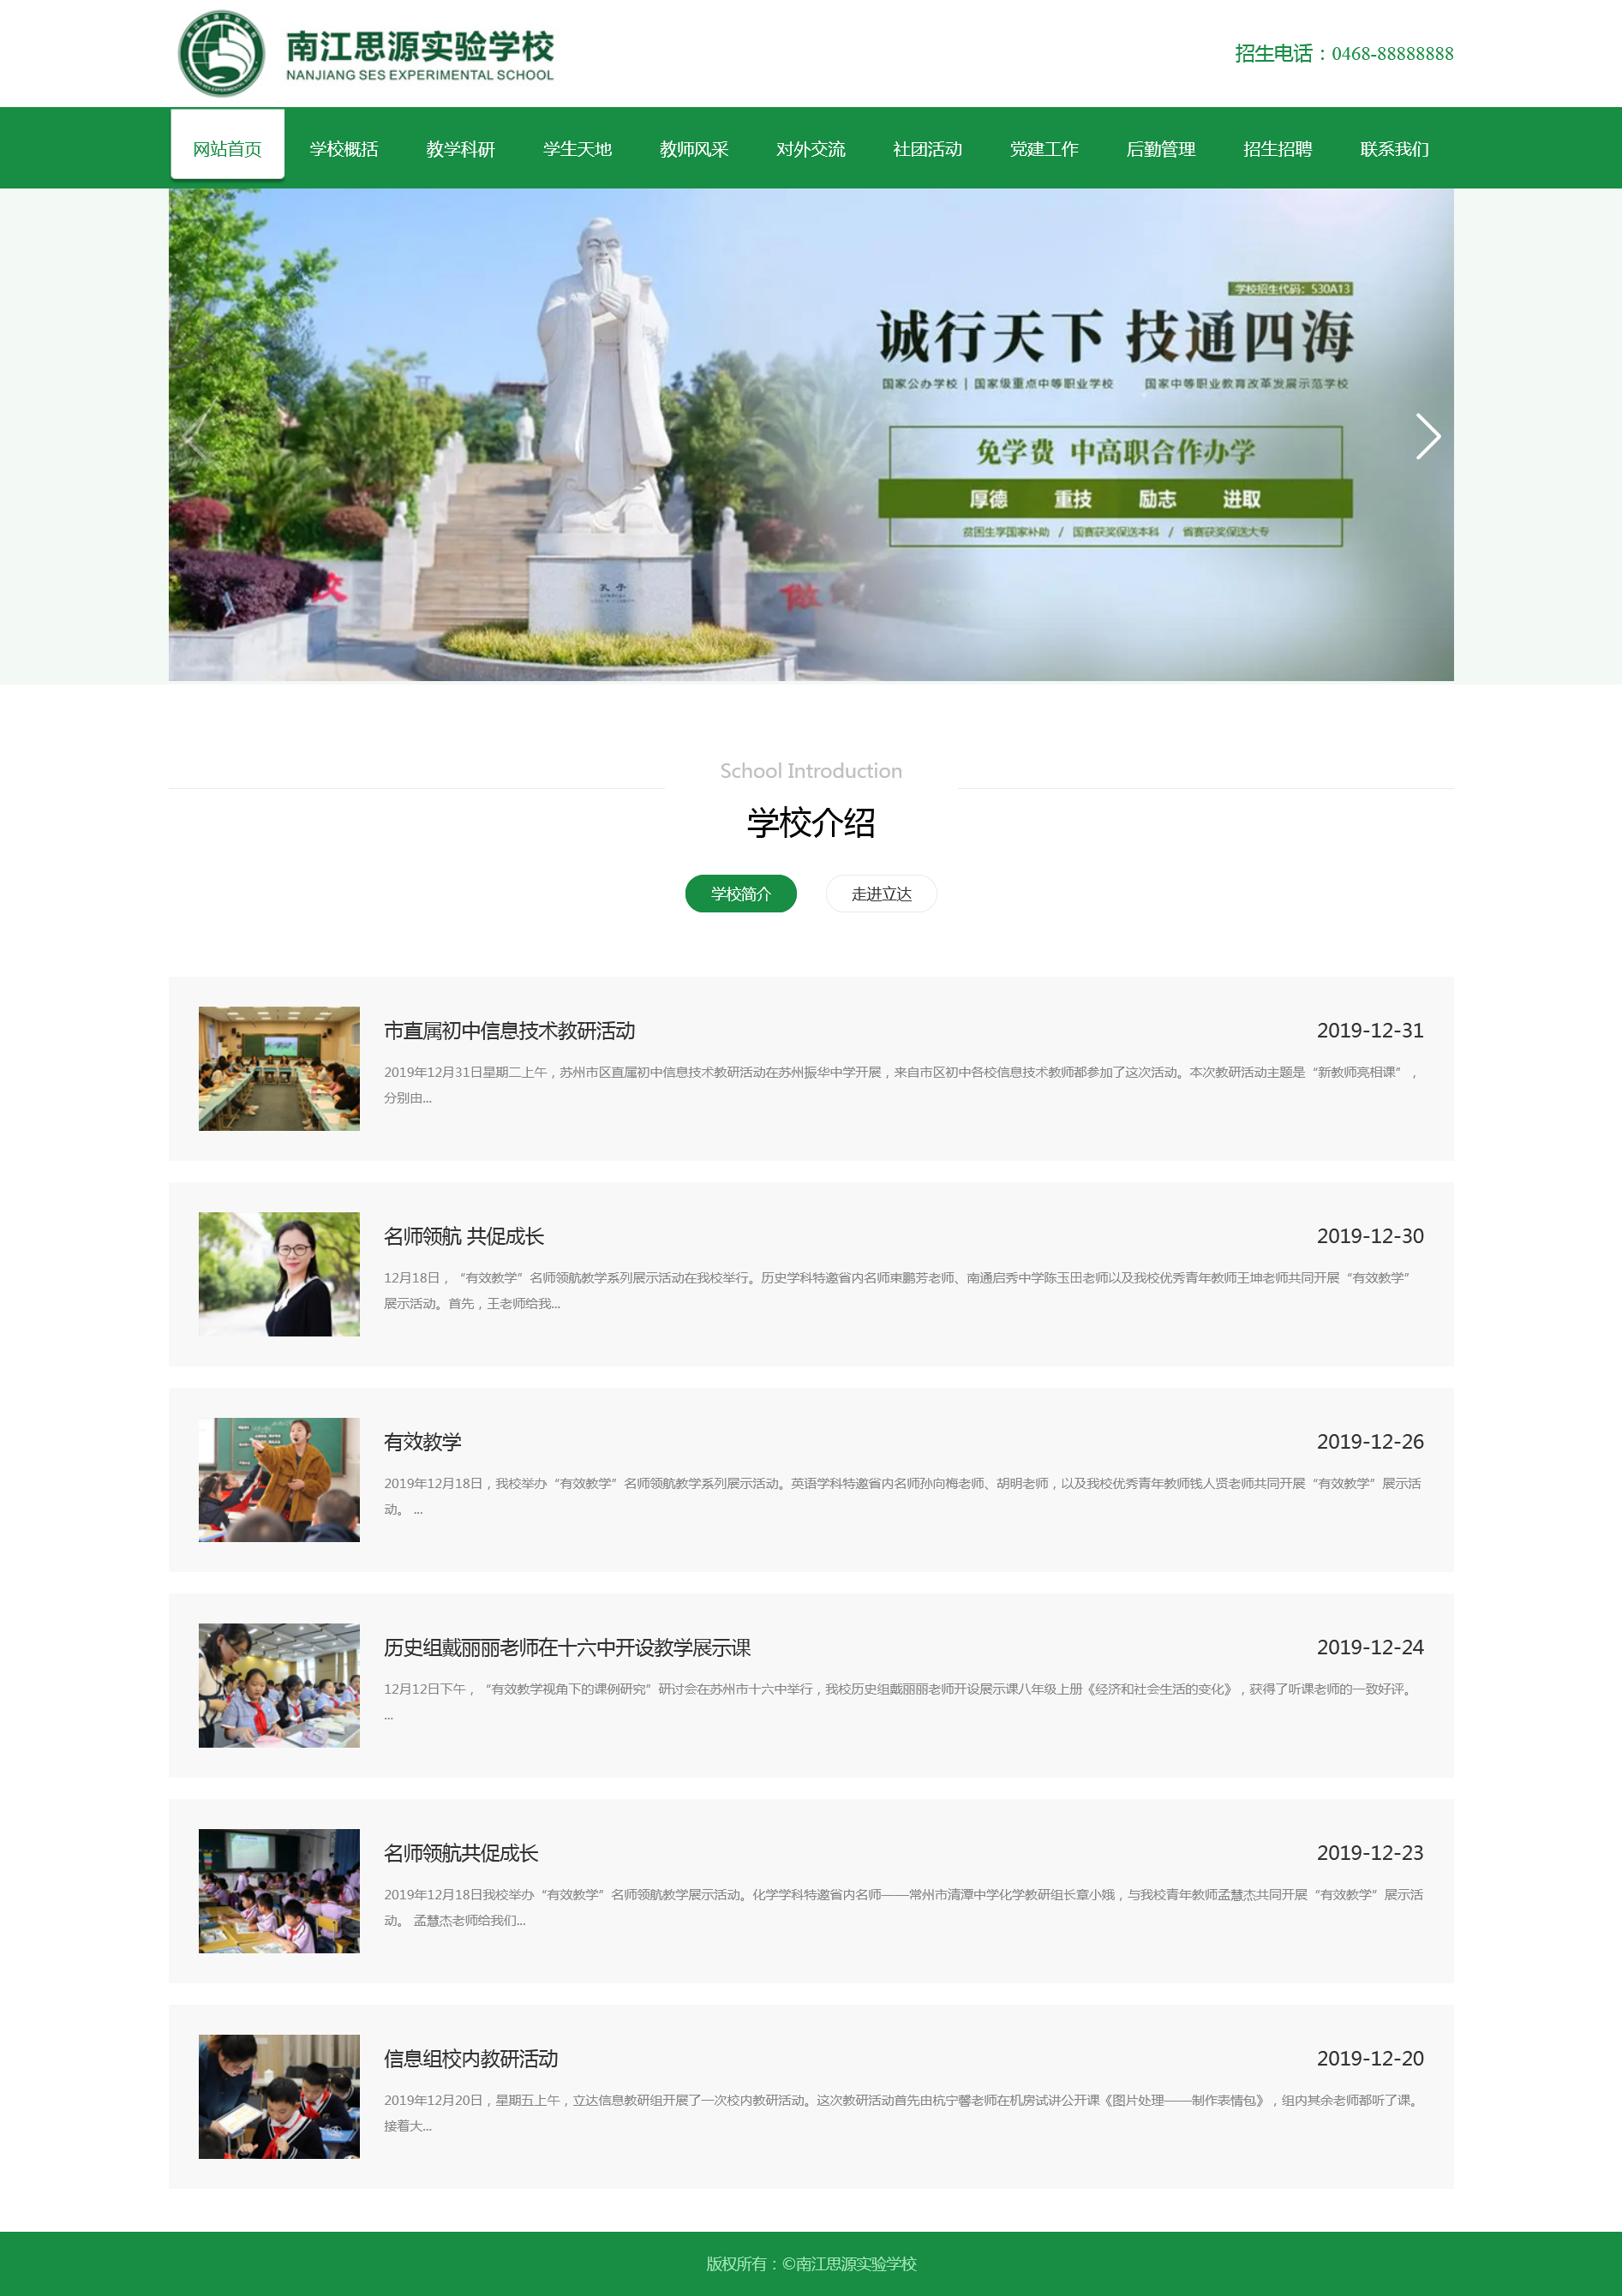 南江思源实验学校
NANJIANG SES EXPERIMENTAL SCHOOL
招生电话：0468-88888888
网站首页 学校概括 教学科研 学生天地 教师风采 对外交流 社团活动 党建工作 后勤管理 招生招聘 联系我们
学校招生代码：530A13
诚行天下 技通四海
国家公办学校 | 国家级重点中等职业学校 国家中等职业教育改革发展示范学校
免学费 中高职合作办学
厚德 重技 励志 进取
贫困生享国家补助 / 国赛获奖保送本科 / 省赛获奖保送大专
School Introduction
学校介绍
学校简介 走进立达
市直属初中信息技术教研活动 2019-12-31
2019年12月31日星期二上午，苏州市区直属初中信息技术教研活动在苏州振华中学开展，来自市区初中各校信息技术教师都参加了这次活动。本次教研活动主题是“新教师亮相课”，
分别由...
名师领航 共促成长 2019-12-30
12月18日，“有效教学”名师领航教学系列展示活动在我校举行。历史学科特邀省内名师束鹏芳老师、南通启秀中学陈玉田老师以及我校优秀青年教师王坤老师共同开展“有效教学”
展示活动。首先，王老师给我...
有效教学 2019-12-26
2019年12月18日，我校举办“有效教学”名师领航教学系列展示活动。英语学科特邀省内名师孙向梅老师、胡明老师，以及我校优秀青年教师钱人贤老师共同开展“有效教学”展示活
动。 ...
历史组戴丽丽老师在十六中开设教学展示课 2019-12-24
12月12日下午，“有效教学视角下的课例研究”研讨会在苏州市十六中举行，我校历史组戴丽丽老师开设展示课八年级上册《经济和社会生活的变化》，获得了听课老师的一致好评。
...
名师领航共促成长 2019-12-23
2019年12月18日我校举办“有效教学”名师领航教学展示活动。化学学科特邀省内名师——常州市清潭中学化学教研组长章小娥，与我校青年教师孟慧杰共同开展“有效教学”展示活
动。 孟慧杰老师给我们...
信息组校内教研活动 2019-12-20
2019年12月20日，星期五上午，立达信息教研组开展了一次校内教研活动。这次教研活动首先由杭宁馨老师在机房试讲公开课《图片处理——制作表情包》，组内其余老师都听了课。
接着大...
版权所有：©南江思源实验学校